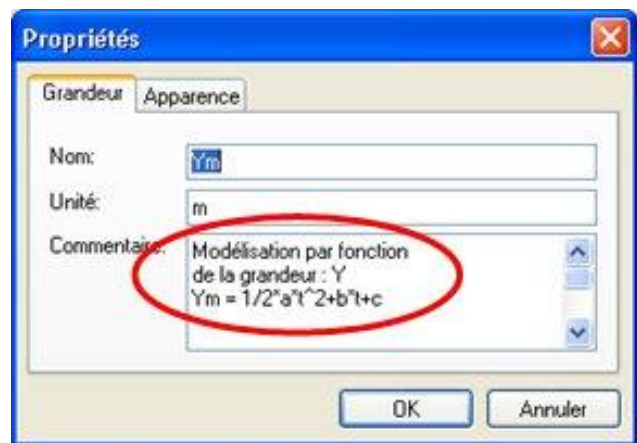 Propriétés
Grandeur Apparence
Nom: Ym
Unité: m
Commentaire: Modélisation par fonction
de la grandeur : Y
Ym = 1/2*a*t^2+b*t+c
OK Annuler